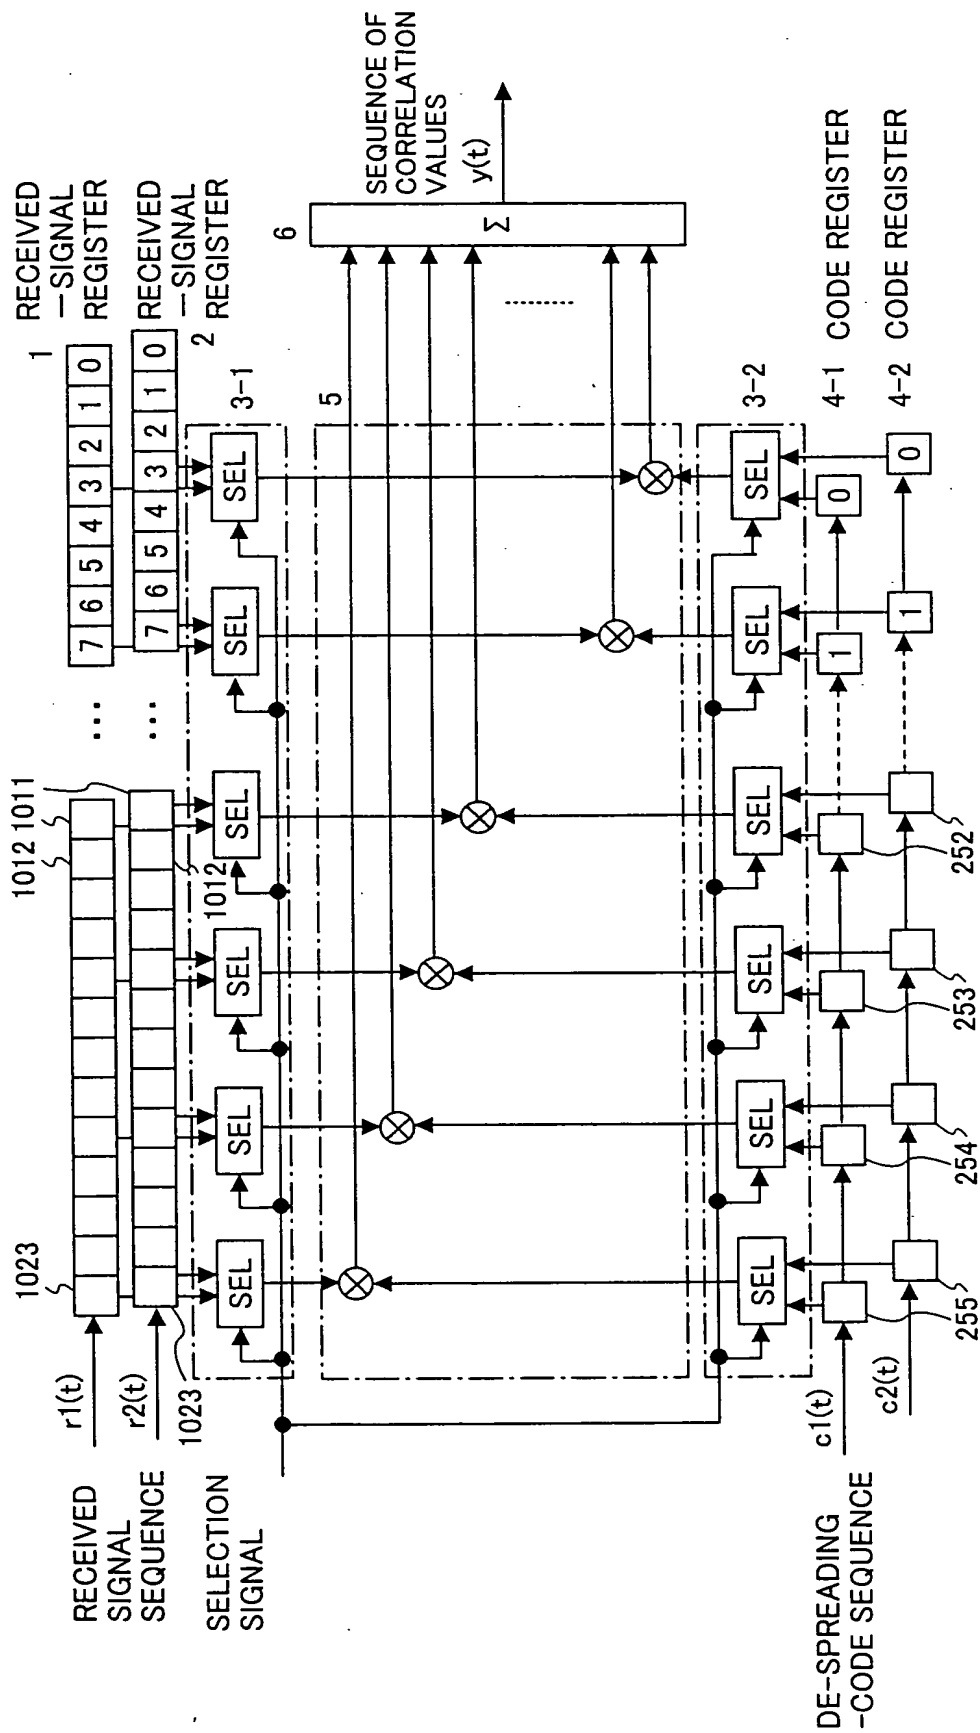 RECEIVED
SIGNAL
SEQUENCE
r1(t)
r2(t)
1023
1023
1012
1011
1012
...
...
7 6 5 4 3 2 1 0
7 6 5 4 3 2 1 0
RECEIVED
-SIGNAL
REGISTER
1
RECEIVED
-SIGNAL
REGISTER
2
SELECTION
SIGNAL
SEL SEL SEL SEL SEL SEL
3-1
5
6
Σ
SEQUENCE OF
CORRELATION
VALUES
y(t)
SEL SEL SEL SEL SEL SEL
3-2
DE-SPREADING
-CODE SEQUENCE
c1(t)
c2(t)
1 0
4-1 CODE REGISTER
1 0
4-2 CODE REGISTER
255 254 253 252